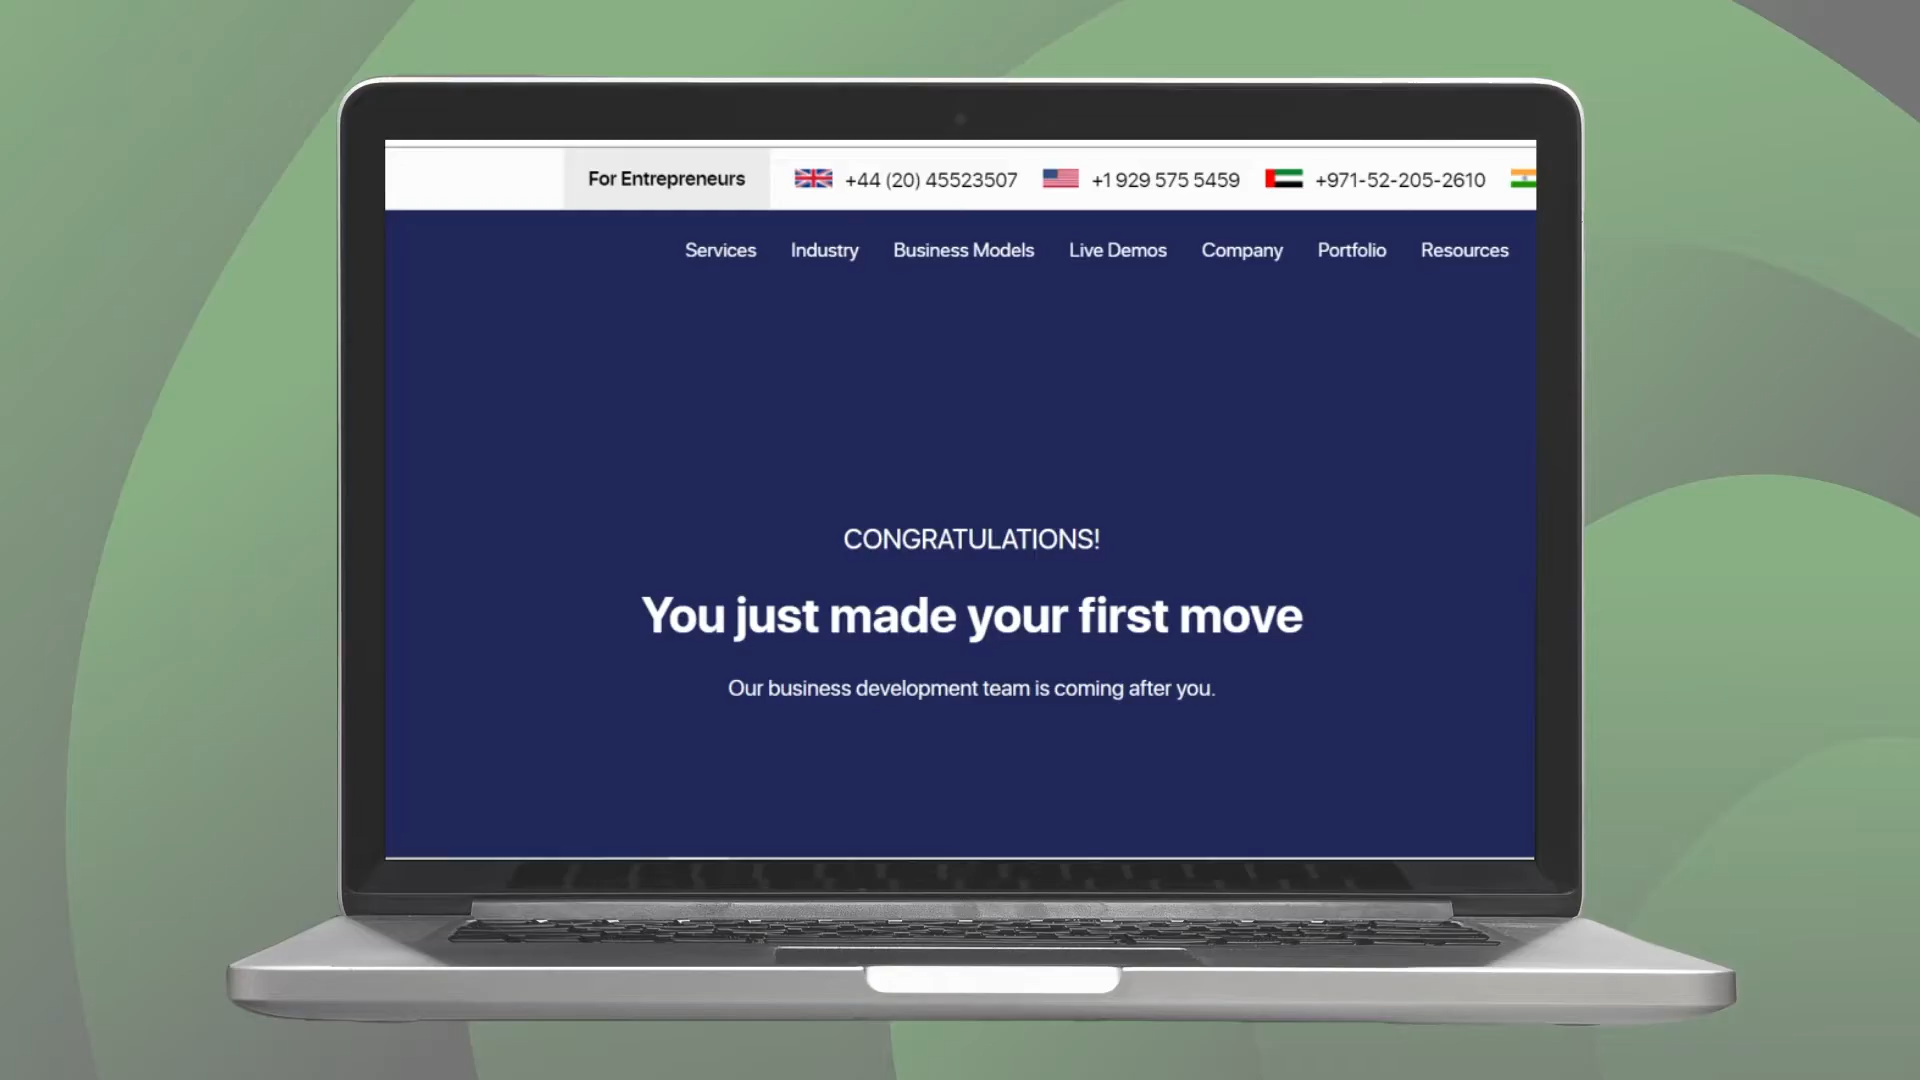 For Entrepreneurs +44 (20) 45523507 +1 929 575 5459 +971-52-205-2610
Services Industry Business Models Live Demos Company Portfolio Resources
CONGRATULATIONS!
You just made your first move
Our business development team is coming after you.